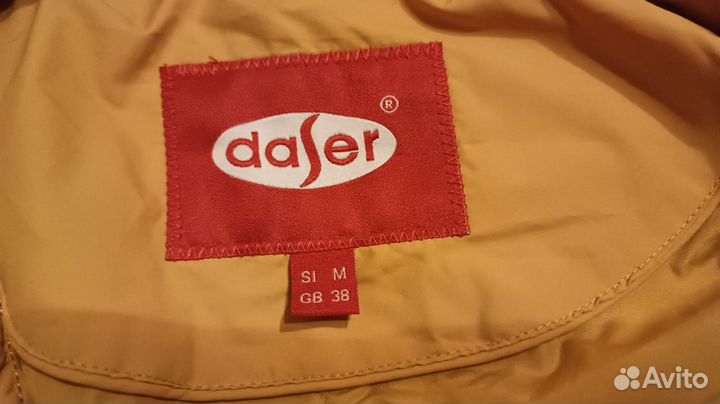 ®
daser
SI M
GB 38
Avito